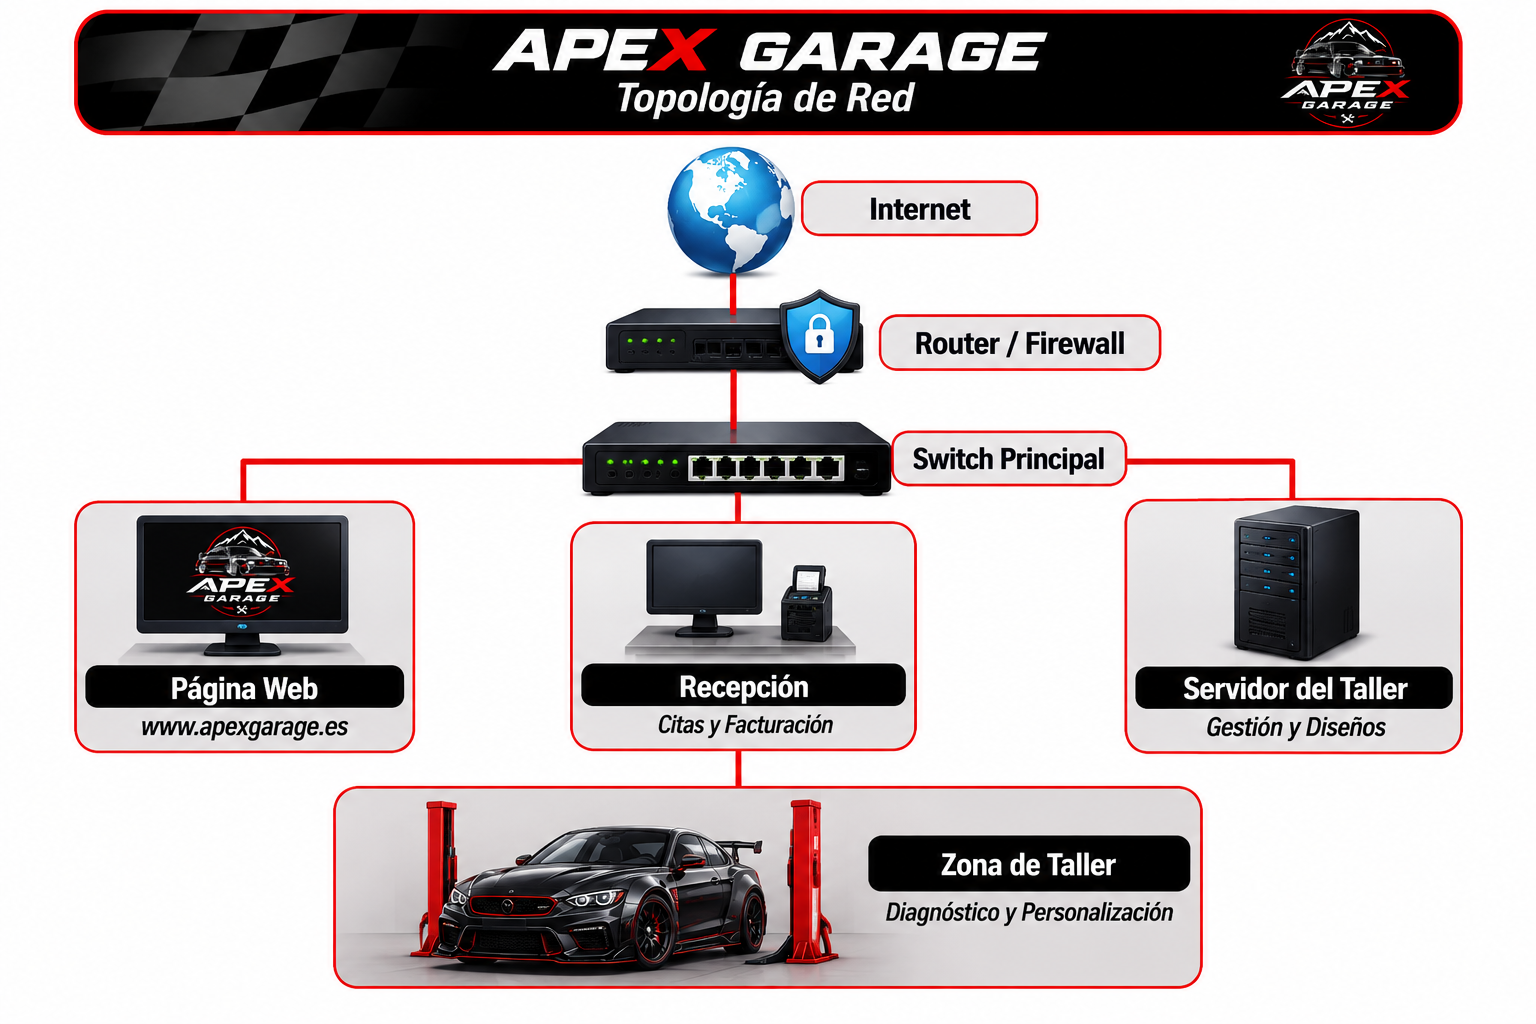 APEX GARAGE
Topología de Red
APEX
GARAGE
Internet
Router / Firewall
Switch Principal
APEX
GARAGE
Página Web
www.apexgarage.es
Recepción
Citas y Facturación
Servidor del Taller
Gestión y Diseños
Zona de Taller
Diagnóstico y Personalización